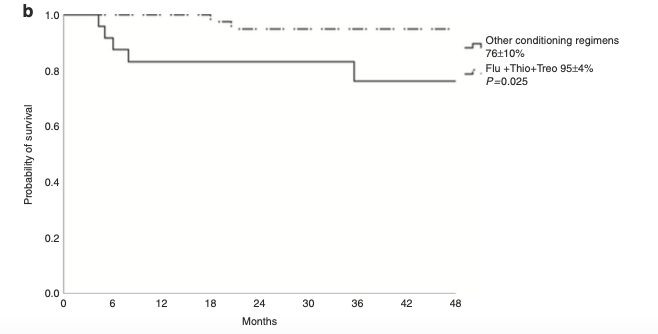 b
Probability of survival
1.0
0.8
0.6
0.4
0.2
0.0
0 6 12 18 24 30 36 42 48
Months
Other conditioning regimens
76±10%
Flu +Thio+Treo 95±4%
P=0.025